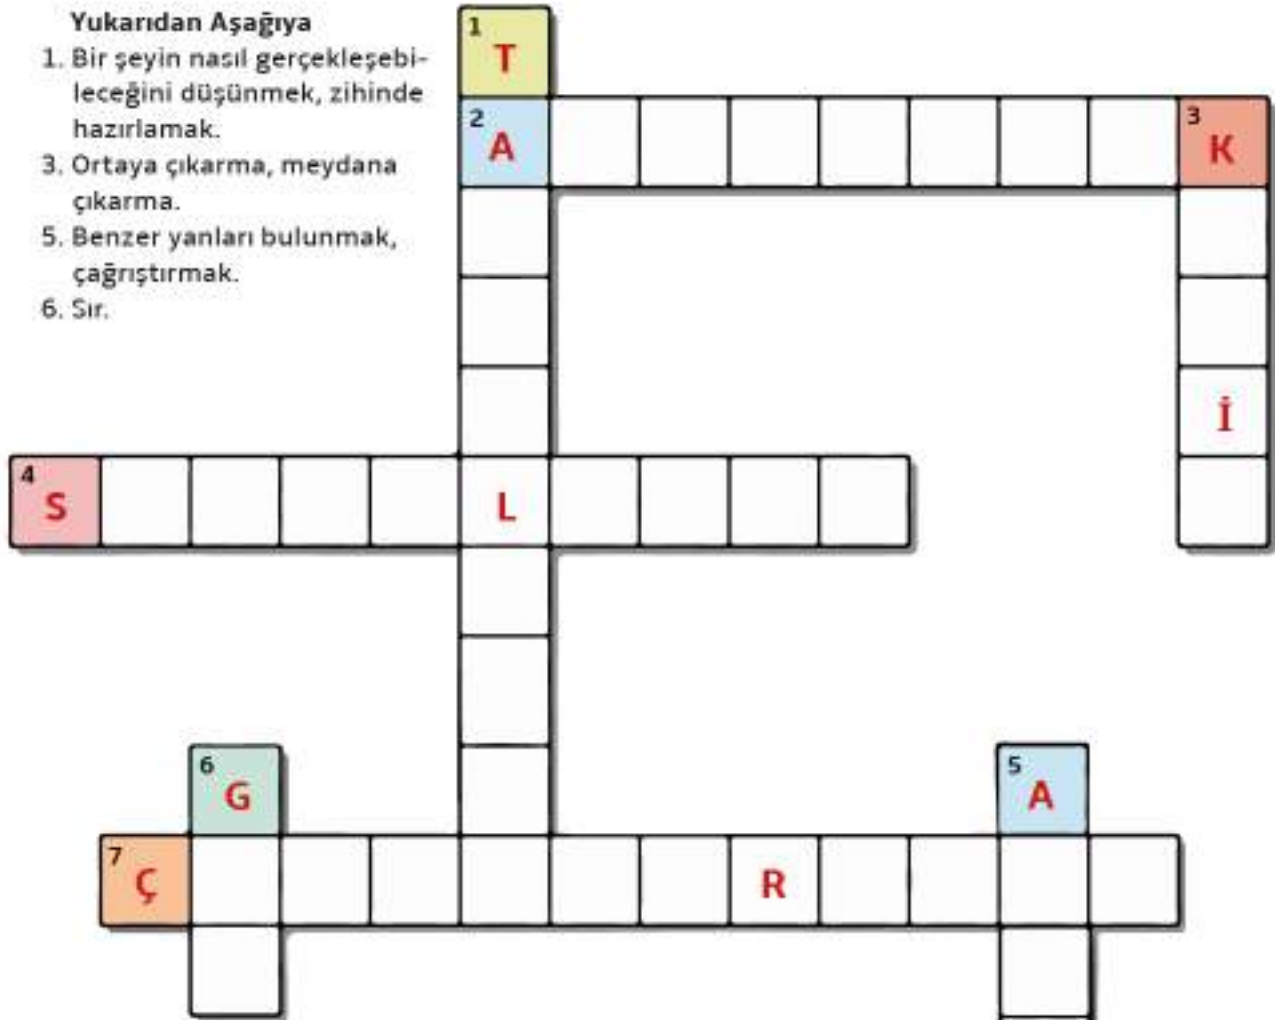 Yukarıdan Aşağıya
1. Bir şeyin nasıl gerçekleşebi-
leceğini düşünmek, zihinde
hazırlamak.
3. Ortaya çıkarma, meydana
çıkarma.
5. Benzer yanları bulunmak,
çağrıştırmak.
6. Sır.
1 T
2 A 3 K
İ
4 S L
6 G 5 A
7 Ç R